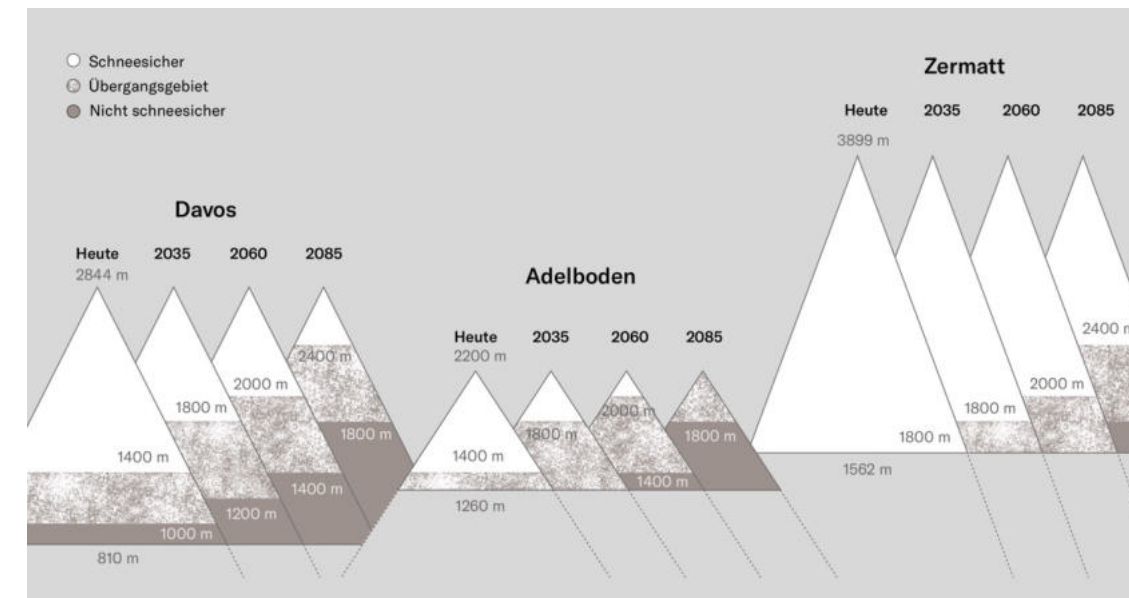 Schneesicher
Übergangsgebiet
Nicht schneesicher
Davos
Heute 2035 2060 2085
2844 m
2400 m
2000 m
1800 m
1800 m
1400 m
1400 m
1200 m
1000 m
810 m
Adelboden
Heute 2035 2060 2085
2200 m
2000 m
1800 m
1800 m
1400 m
1400 m
1260 m
Zermatt
Heute 2035 2060 2085
3899 m
2400 m
2000 m
1800 m
1800 m
1562 m